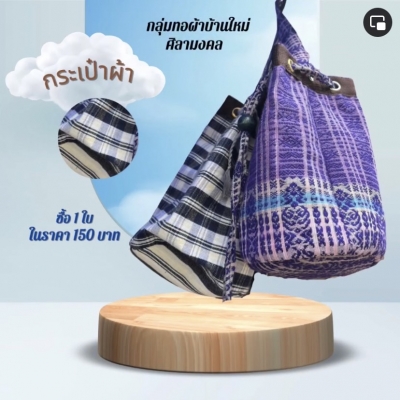 กลุ่มทอผ้าบ้านใหม่
ศิลามงคล
กระเป๋าผ้า
ซื้อ 1 ใบ
ในราคา 150 บาท